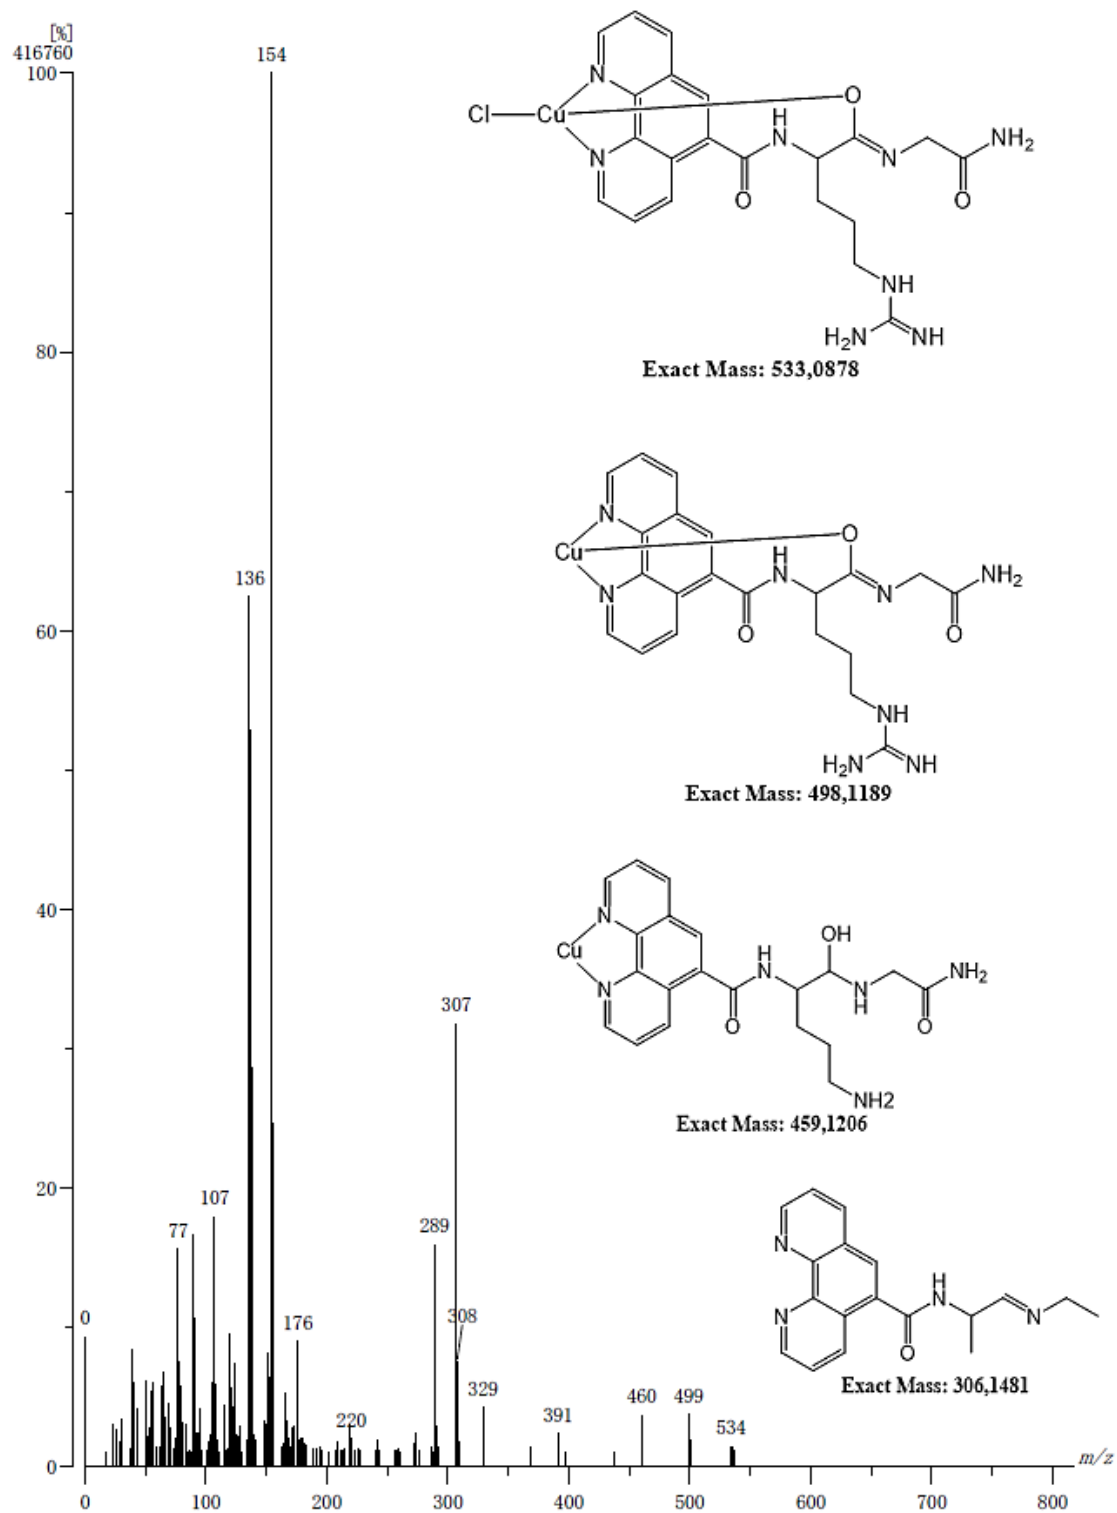 [%]
416760
100
80
60
40
20
0
154
136
307
107
77
289
0
176
308
329
220
391
460
499
534
m/z
0
100
200
300
400
500
600
700
800
Cl
Cu
N
N
O
H
N
N
NH2
O
O
NH
H2N
NH
Exact Mass: 533,0878
Cu
N
N
O
H
N
N
NH2
O
O
NH
H2N
NH
Exact Mass: 498,1189
Cu
N
N
OH
H
N
N
H
NH2
O
O
NH2
Exact Mass: 459,1206
N
N
H
N
N
O
Exact Mass: 306,1481